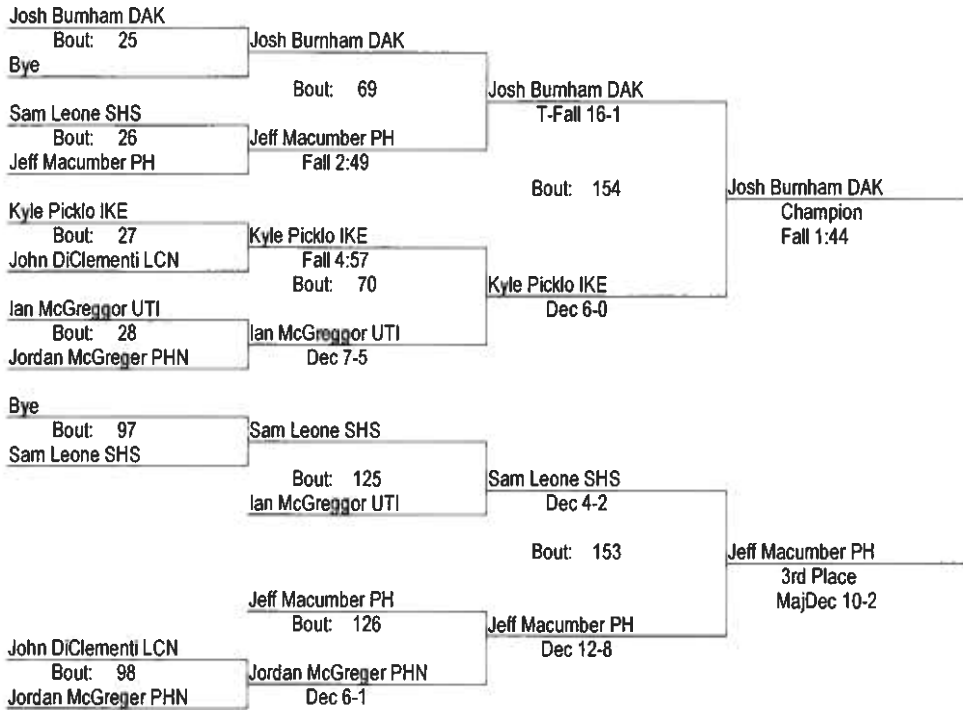 Josh Burnham DAK
Bout: 25
Bye
Josh Burnham DAK
Bout: 69
Sam Leone SHS
Bout: 26
Jeff Macumber PH
Jeff Macumber PH
Fall 2:49
Josh Burnham DAK
T-Fall 16-1
Bout: 154
Kyle Picklo IKE
Bout: 27
John DiClementi LCN
Kyle Picklo IKE
Fall 4:57
Bout: 70
Ian McGreggor UTI
Bout: 28
Jordan McGreger PHN
Ian McGreggor UTI
Dec 7-5
Kyle Picklo IKE
Dec 6-0
Josh Burnham DAK
Champion
Fall 1:44
Bye
Bout: 97
Sam Leone SHS
Sam Leone SHS
Bout: 125
Ian McGreggor UTI
Sam Leone SHS
Dec 4-2
Bout: 153
Jeff Macumber PH
Bout: 126
John DiClementi LCN
Bout: 98
Jordan McGreger PHN
Jordan McGreger PHN
Dec 6-1
Jeff Macumber PH
Dec 12-8
Jeff Macumber PH
3rd Place
MajDec 10-2